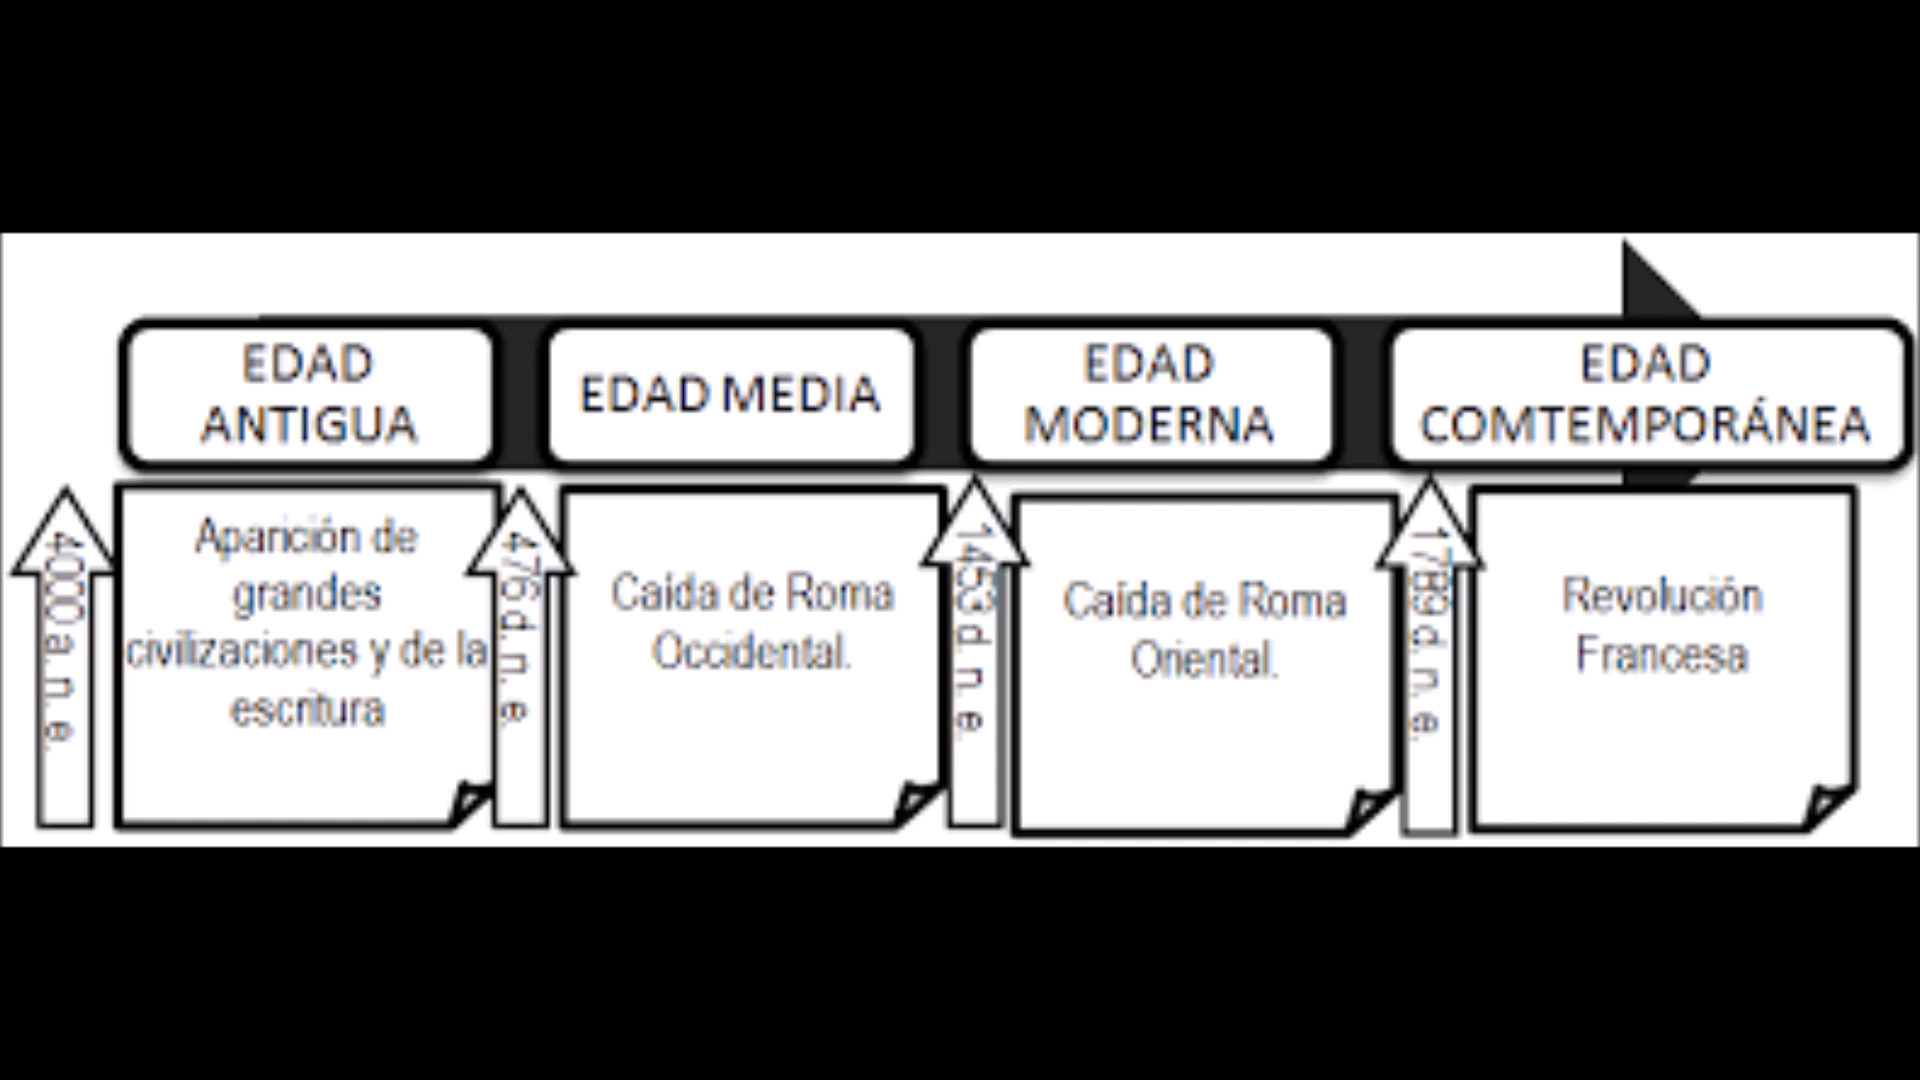 EDAD
ANTIGUA
EDAD MEDIA
EDAD
MODERNA
EDAD
COMTEMPORÁNEA
4000 a. n. e.
Aparición de
grandes
civilizaciones y de la
escritura
476 d. n. e.
Caída de Roma
Occidental.
1453 d. n. e.
Caída de Roma
Oriental.
1789 d. n. e.
Revolución
Francesa